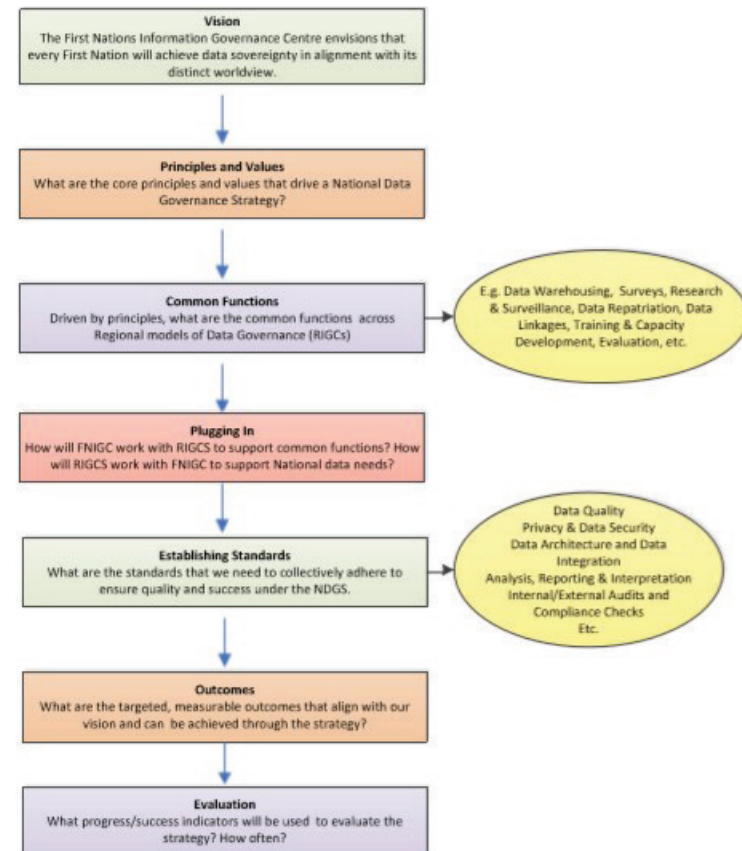 Vision
The First Nations Information Governance Centre envisions that
every First Nation will achieve data sovereignty in alignment with its
distinct worldview.
Principles and Values
What are the core principles and values that drive a National Data
Governance Strategy?
Common Functions
Driven by principles, what are the common functions across
Regional models of Data Governance (RIGCs)
E.g. Data Warehousing, Surveys, Research
& Surveillance, Data Repatriation, Data
Linkages, Training & Capacity
Development, Evaluation, etc.
Plugging In
How will FNIGC work with RIGCS to support common functions? How
will RIGCS work with FNIGC to support National data needs?
Establishing Standards
What are the standards that we need to collectively adhere to
ensure quality and success under the NDGS.
Data Quality
Privacy & Data Security
Data Architecture and Data
Integration
Analysis, Reporting & Interpretation
Internal/External Audits and
Compliance Checks
Etc.
Outcomes
What are the targeted, measurable outcomes that align with our
vision and can be achieved through the strategy?
Evaluation
What progress/success indicators will be used to evaluate the
strategy? How often?